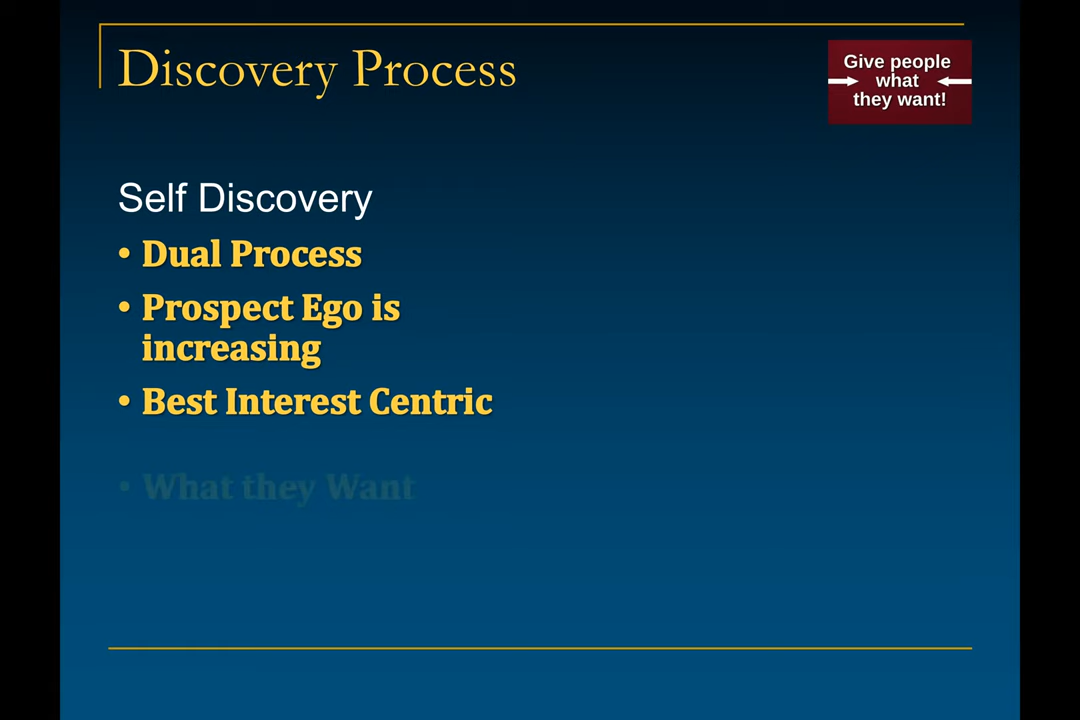 Discovery Process
Give people
what
they want!
Self Discovery
• Dual Process
• Prospect Ego is
increasing
• Best Interest Centric
• What they Want